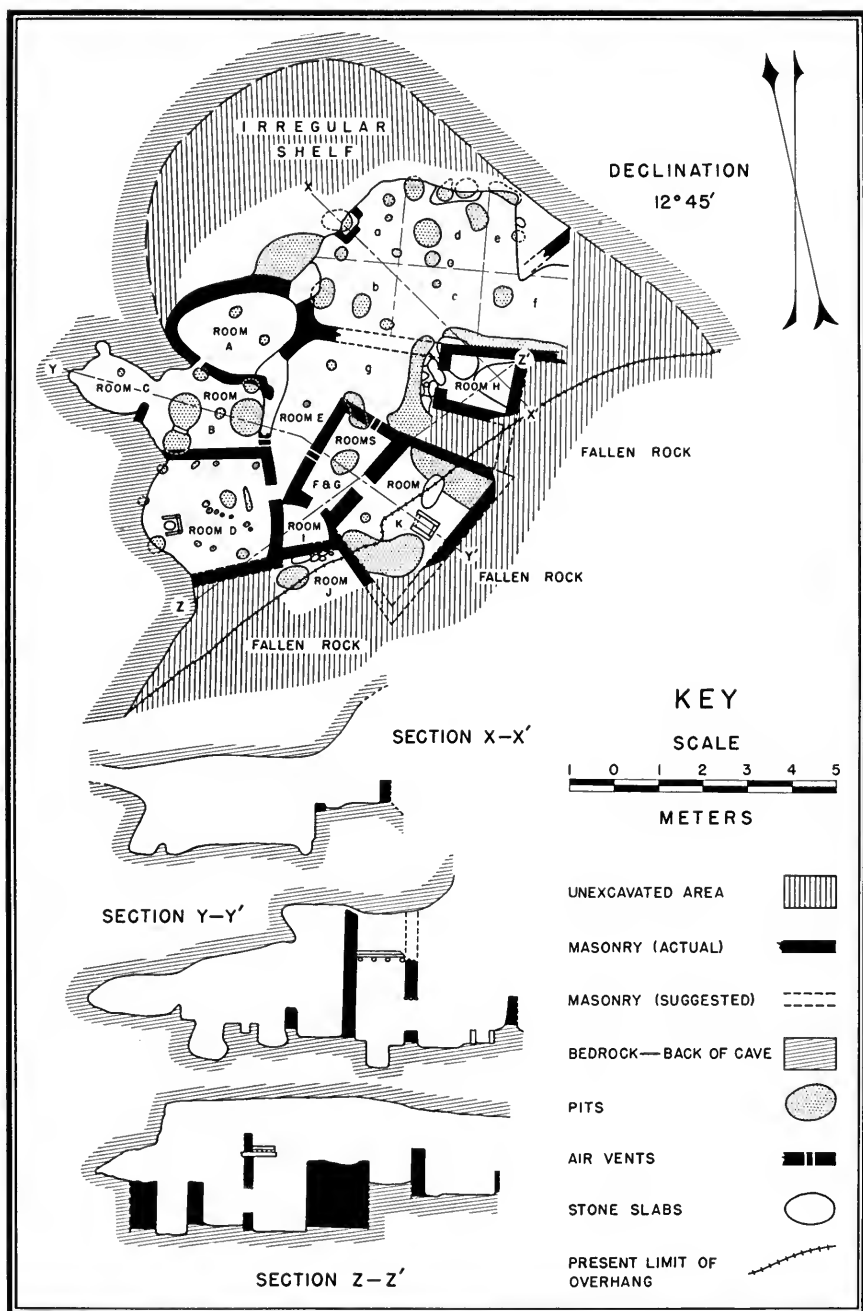 IRREGULAR
SHELF
DECLINATION
12° 45′
X
a
d
e
b
c
f
ROOM
A
g
Z′
ROOM H
X′
Y
ROOM C
ROOM
B
ROOM E
ROOMS
F & G
FALLEN ROCK
ROOM
K
ROOM D
ROOM
I
Y′
ROOM
J
FALLEN ROCK
Z
FALLEN ROCK
SECTION X–X′
KEY
SCALE
1 0 1 2 3 4 5
METERS
SECTION Y–Y′
UNEXCAVATED AREA
MASONRY (ACTUAL)
MASONRY (SUGGESTED)
BEDROCK—BACK OF CAVE
PITS
AIR VENTS
STONE SLABS
PRESENT LIMIT OF
OVERHANG
SECTION Z–Z′